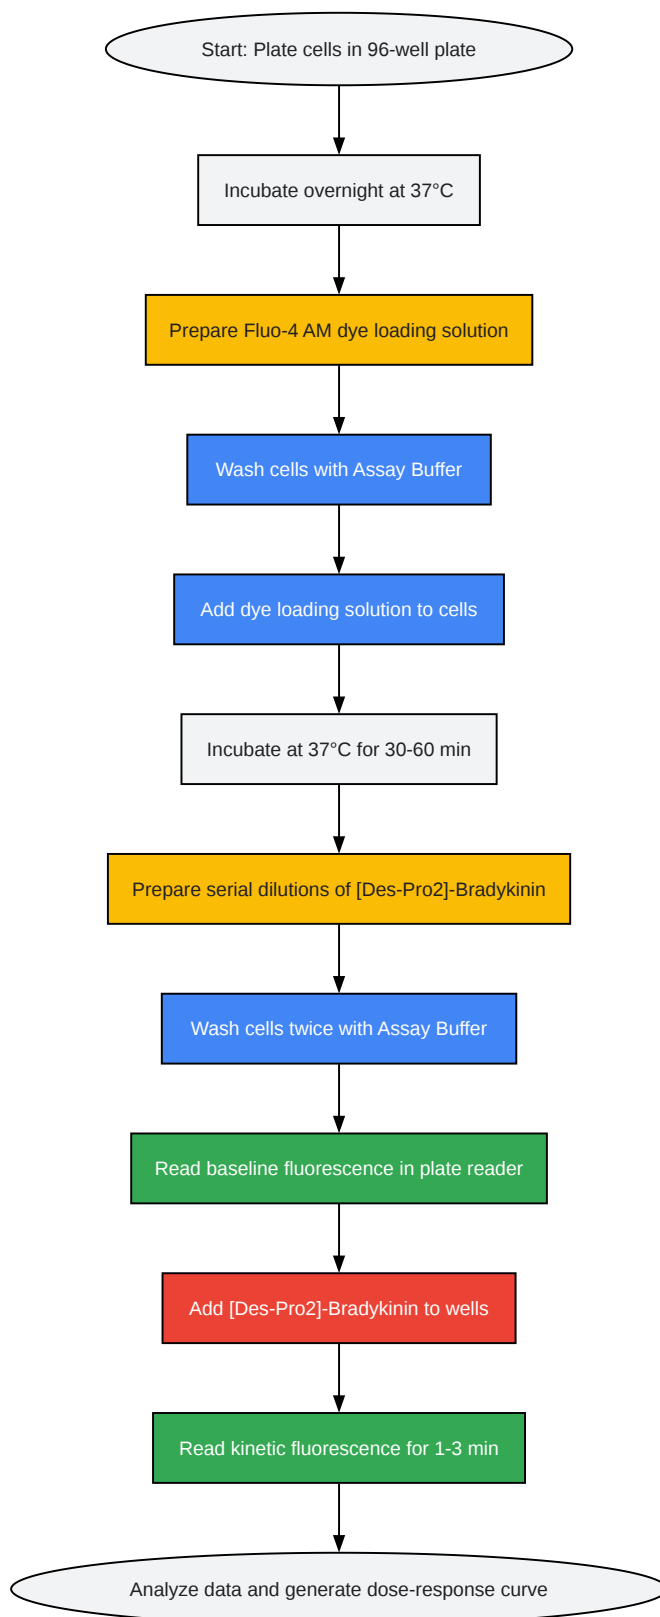 Start: Plate cells in 96-well plate
Incubate overnight at 37°C
Prepare Fluo-4 AM dye loading solution
Wash cells with Assay Buffer
Add dye loading solution to cells
Incubate at 37°C for 30-60 min
Prepare serial dilutions of [Des-Pro2]-Bradykinin
Wash cells twice with Assay Buffer
Read baseline fluorescence in plate reader
Add [Des-Pro2]-Bradykinin to wells
Read kinetic fluorescence for 1-3 min
Analyze data and generate dose-response curve